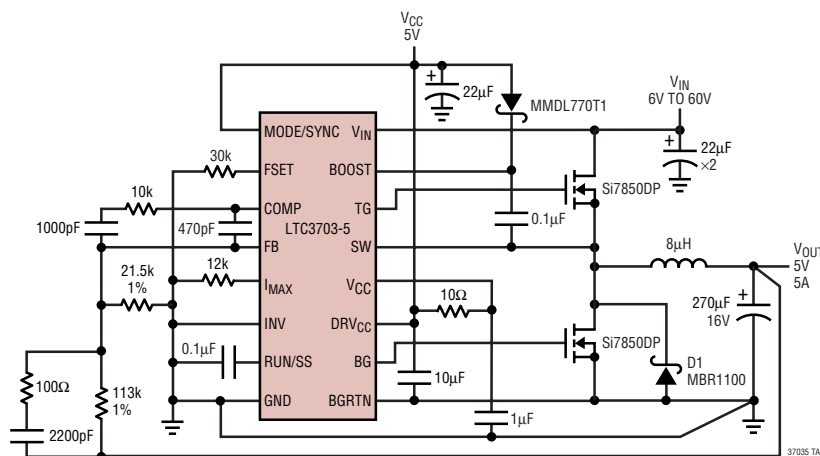 VCC
5V
22µF
+
MMDL770T1
VIN
6V TO 60V
+
22µF
×2
MODE/SYNC
FSET
COMP
FB
IMAX
INV
RUN/SS
GND
LTC3703-5
VIN
BOOST
TG
SW
VCC
DRVCC
BG
BGRTN
30k
10k
1000pF
470pF
21.5k
1%
12k
0.1µF
100Ω
113k
1%
2200pF
Si7850DP
0.1µF
8µH
VOUT
5V
5A
10Ω
270µF
16V
+
Si7850DP
D1
MBR1100
10µF
1µF
37035 TA